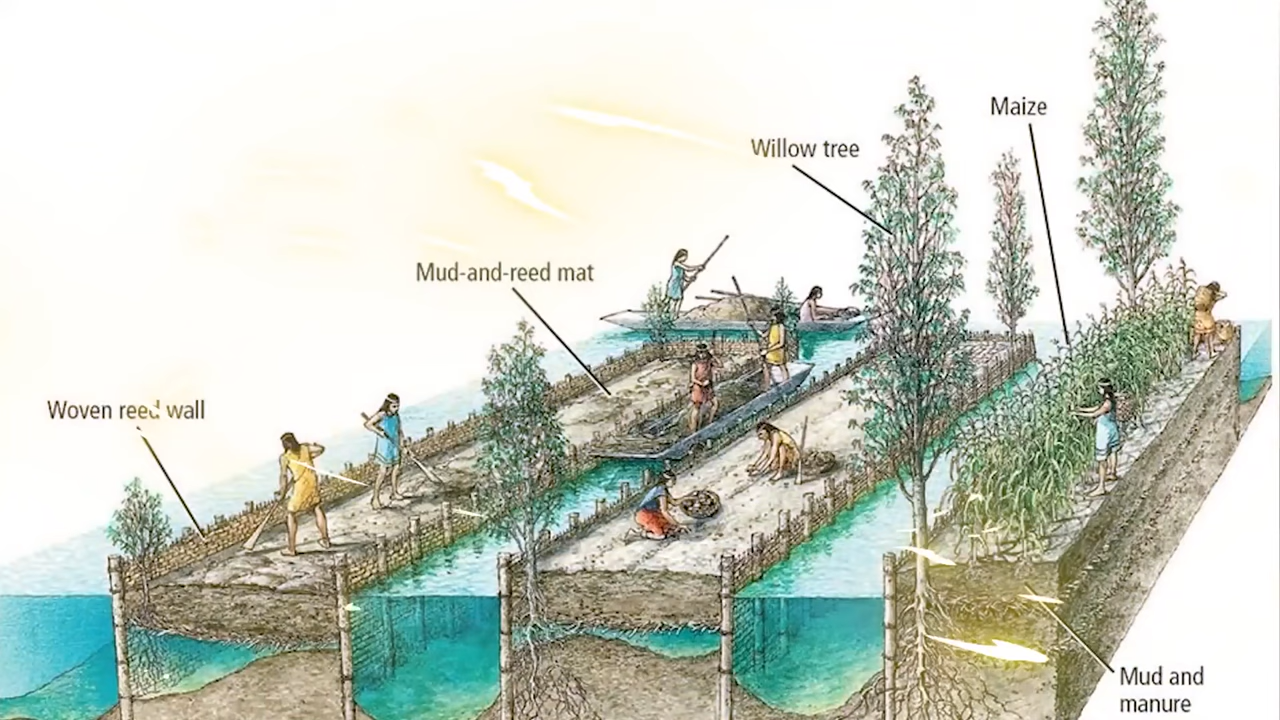 Maize
Willow tree
Mud-and-reed mat
Woven reed wall
Mud and
manure